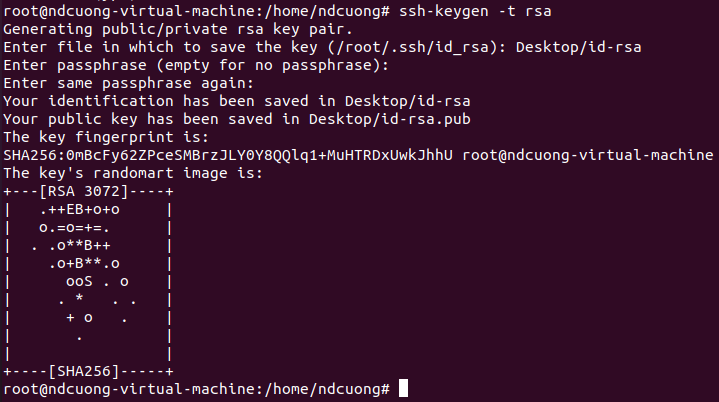 root@ndcuong-virtual-machine:/home/ndcuong# ssh-keygen -t rsa
Generating public/private rsa key pair.
Enter file in which to save the key (/root/.ssh/id_rsa): Desktop/id-rsa
Enter passphrase (empty for no passphrase):
Enter same passphrase again:
Your identification has been saved in Desktop/id-rsa
Your public key has been saved in Desktop/id-rsa.pub
The key fingerprint is:
SHA256:0mBcFy62ZPceSMBrzJLY0Y8QQlq1+MuHTRDxUwkJhhU root@ndcuong-virtual-machine
The key's randomart image is:
+---[RSA 3072]----+
|   .++EB+o+o     |
|   o.=o=+=.      |
|  . .o**B++      |
|    .o+B**.o     |
|      ooS . o    |
|     . *   . .   |
|      + o   .    |
|       .         |
|                 |
+----[SHA256]-----+
root@ndcuong-virtual-machine:/home/ndcuong#